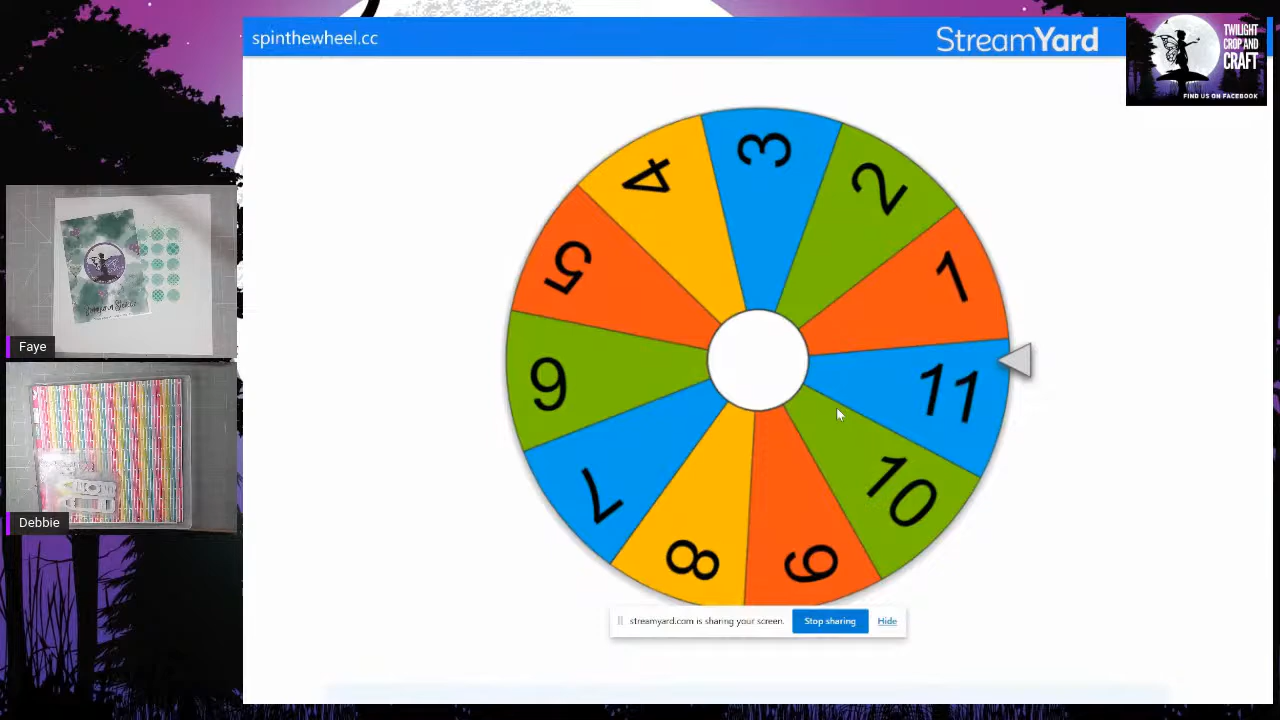 spinthewheel.cc
StreamYard
TWILIGHT
CROP AND
CRAFT
FIND US ON FACEBOOK
3
4
2
5
1
6
11
7
10
8
9
Faye
Debbie
streamyard.com is sharing your screen.
Stop sharing
Hide